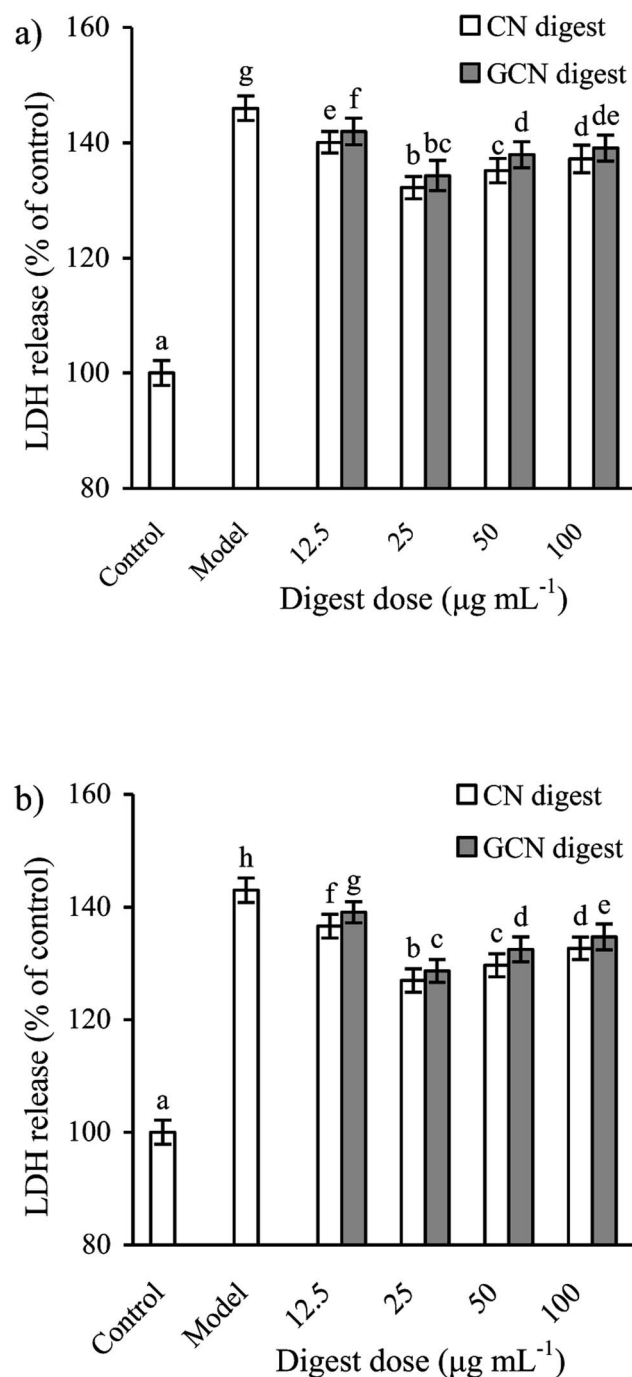 a)
160
CN digest
GCN digest
g
e f
d
de
140
bc
d
c
b
LDH release (% of control)
120
a
100
80
Control
Model
12.5
25
50
100
Digest dose (μg mL⁻¹)
b)
160
CN digest
GCN digest
h
g
f
140
e
d
d
c
c
b
LDH release (% of control)
120
a
100
80
Control
Model
12.5
25
50
100
Digest dose (μg mL⁻¹)